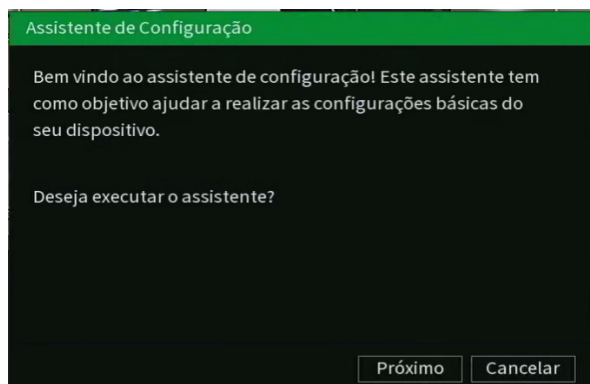 Assistente de Configuração
Bem vindo ao assistente de configuração! Este assistente tem
como objetivo ajudar a realizar as configurações básicas do
seu dispositivo.
Deseja executar o assistente?
Próximo Cancelar